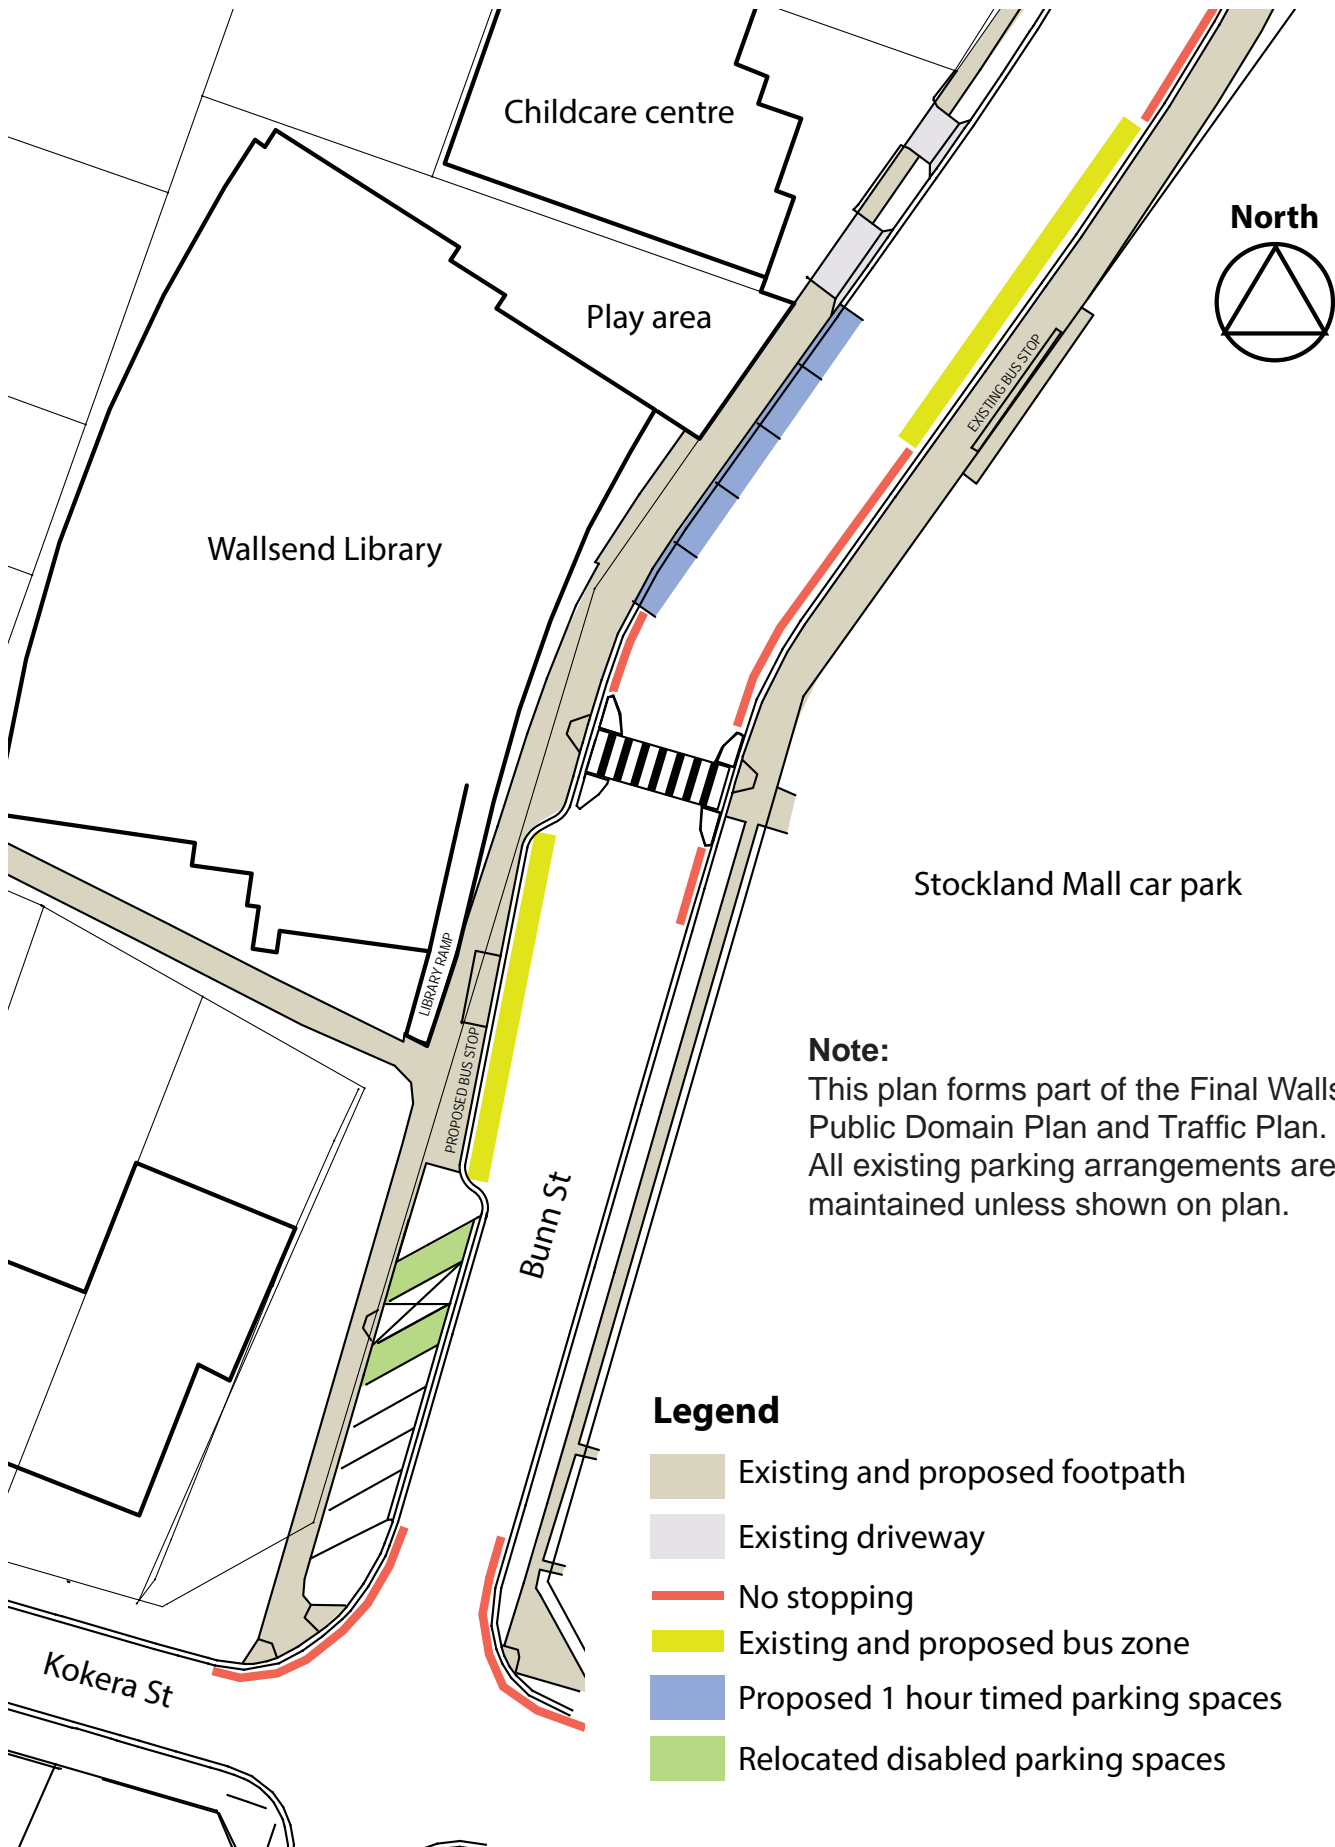 Childcare centre
North
Play area
EXISTING BUS STOP
Wallsend Library
Stockland Mall car park
LIBRARY RAMP
PROPOSED BUS STOP
Note:
This plan forms part of the Final Walls
Public Domain Plan and Traffic Plan.
All existing parking arrangements are
maintained unless shown on plan.
Bunn St
Legend
Existing and proposed footpath
Existing driveway
No stopping
Existing and proposed bus zone
Proposed 1 hour timed parking spaces
Relocated disabled parking spaces
Kokera St